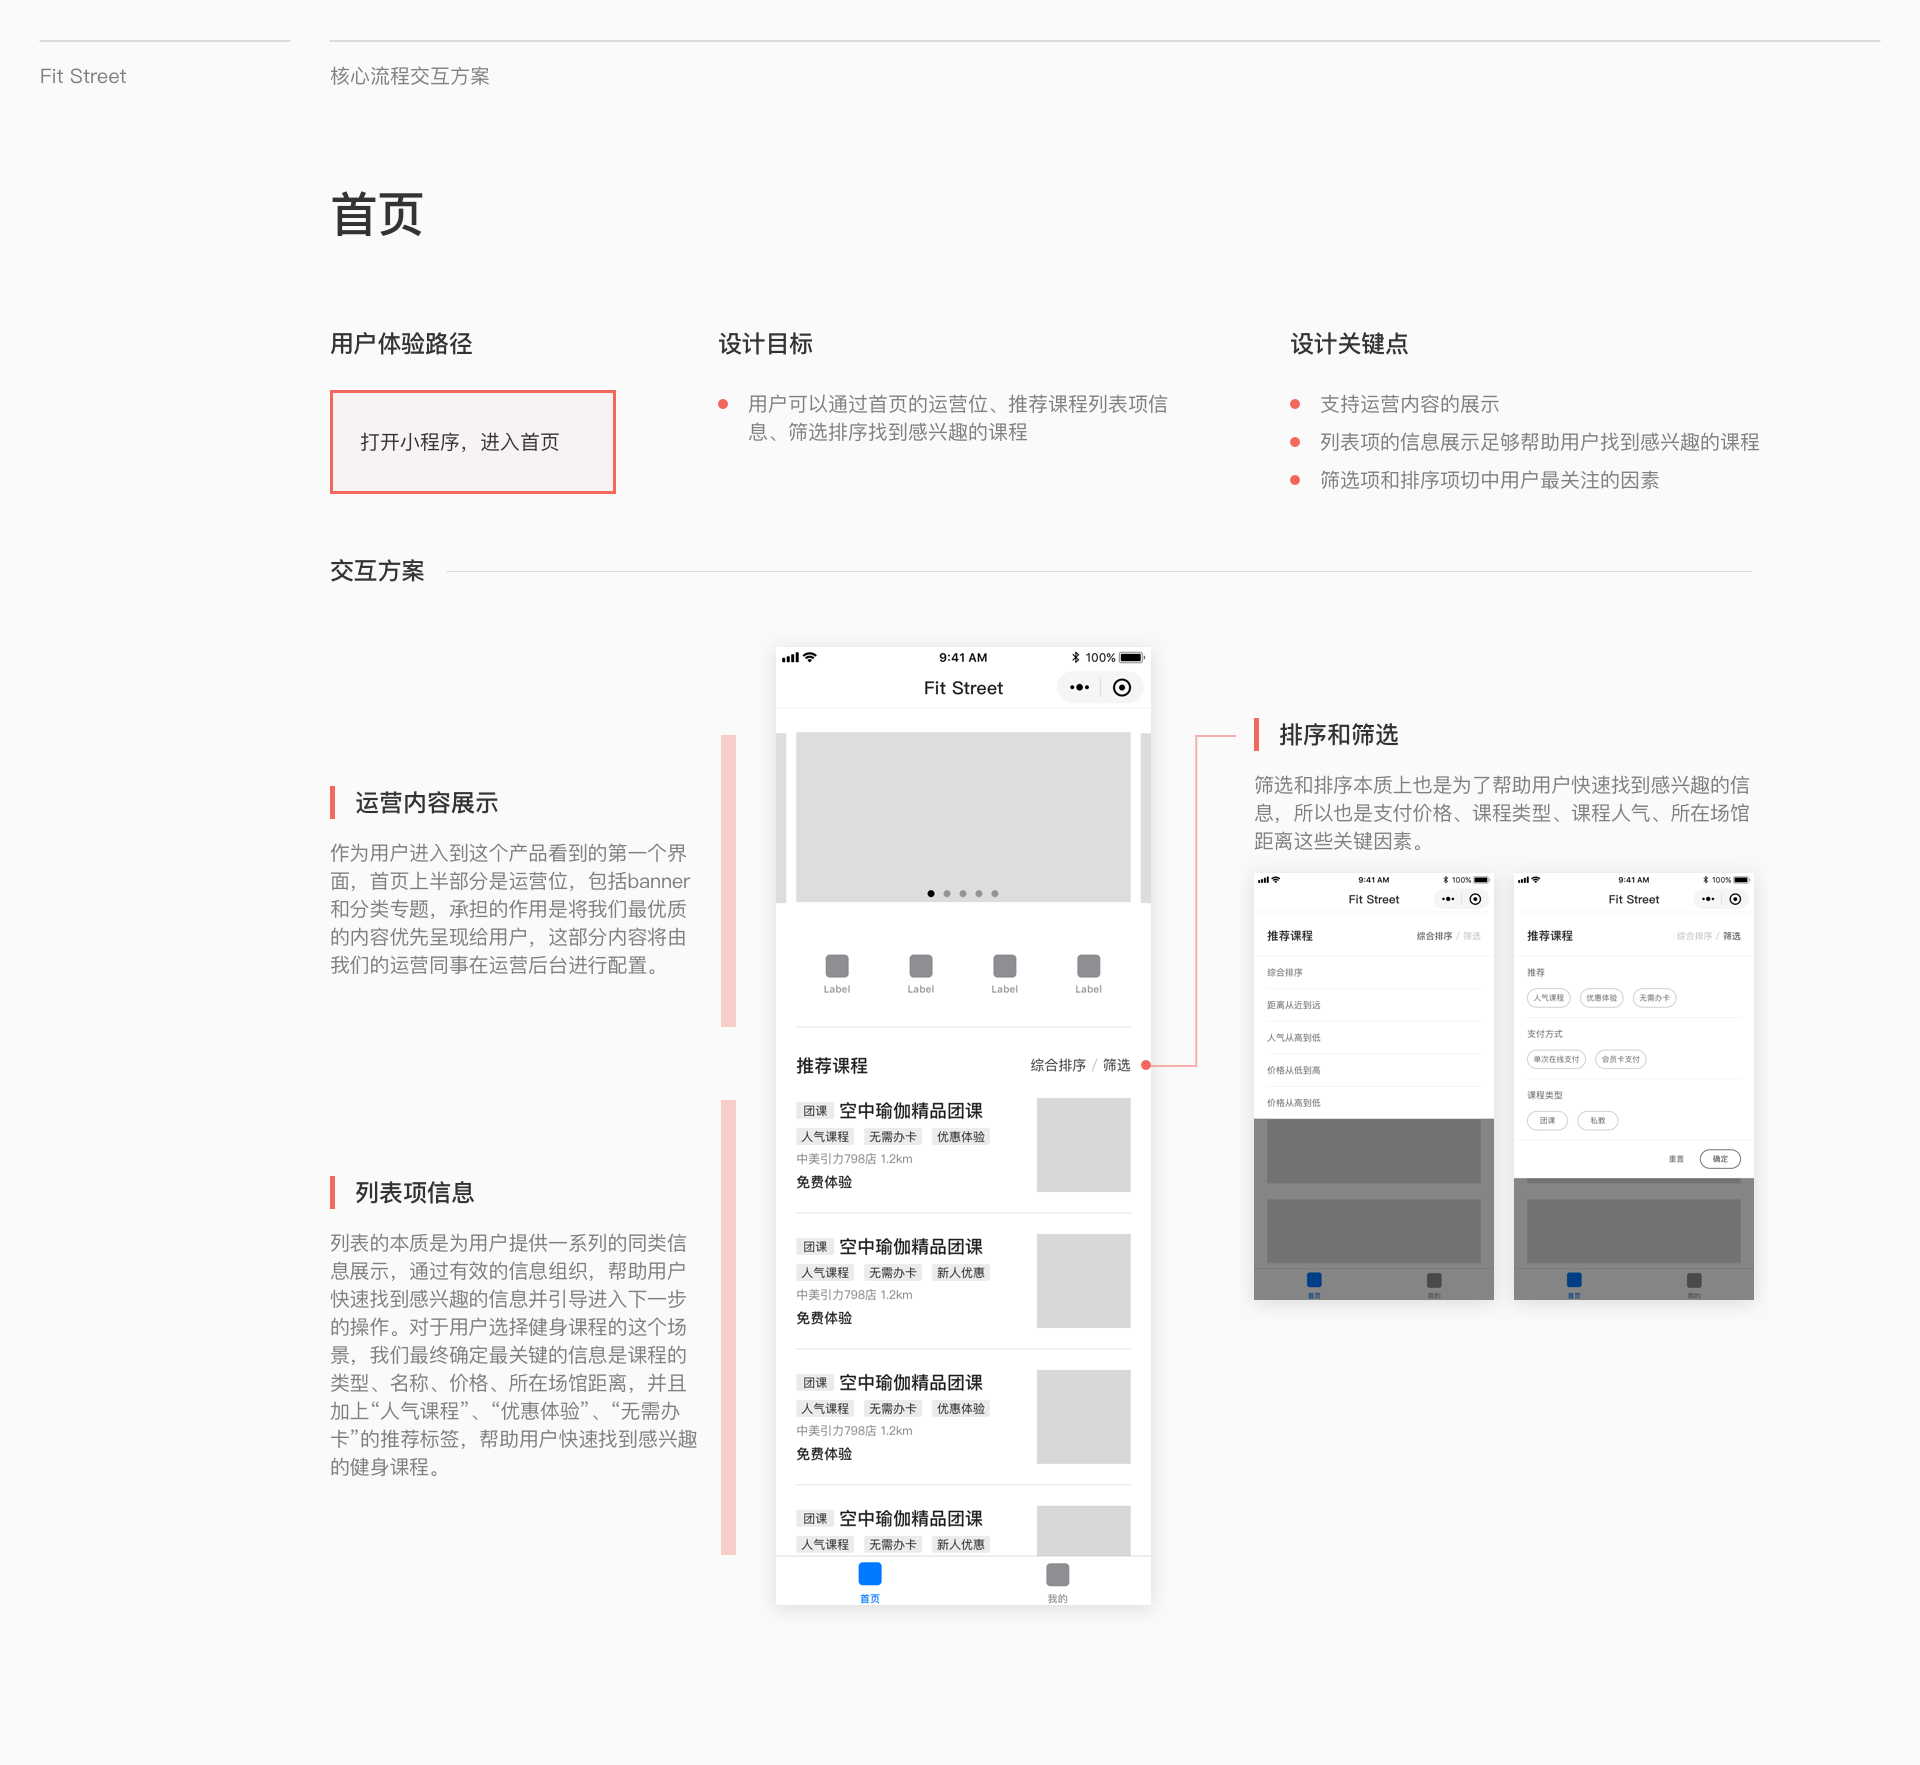 Fit Street
核心流程交互方案
首页
用户体验路径
打开小程序，进入首页
设计目标
用户可以通过首页的运营位、推荐课程列表项信
息、筛选排序找到感兴趣的课程
设计关键点
支持运营内容的展示
列表项的信息展示足够帮助用户找到感兴趣的课程
筛选项和排序项切中用户最关注的因素
交互方案
运营内容展示
作为用户进入到这个产品看到的第一个界
面，首页上半部分是运营位，包括banner
和分类专题，承担的作用是将我们最优质
的内容优先呈现给用户，这部分内容将由
我们的运营同事在运营后台进行配置。
列表项信息
列表的本质是为用户提供一系列的同类信
息展示，通过有效的信息组织，帮助用户
快速找到感兴趣的信息并引导进入下一步
的操作。对于用户选择健身课程的这个场
景，我们最终确定最关键的信息是课程的
类型、名称、价格、所在场馆距离，并且
加上“人气课程”、“优惠体验”、“无需办
卡”的推荐标签，帮助用户快速找到感兴趣
的健身课程。
9:41 AM 100%
Fit Street
Label Label Label Label
推荐课程 综合排序 / 筛选
团课 空中瑜伽精品团课
人气课程 无需办卡 优惠体验
中美引力798店 1.2km
免费体验
团课 空中瑜伽精品团课
人气课程 无需办卡 新人优惠
中美引力798店 1.2km
免费体验
团课 空中瑜伽精品团课
人气课程 无需办卡 优惠体验
中美引力798店 1.2km
免费体验
团课 空中瑜伽精品团课
人气课程 无需办卡 新人优惠
首页 我的
排序和筛选
筛选和排序本质上也是为了帮助用户快速找到感兴趣的信
息，所以也是支付价格、课程类型、课程人气、所在场馆
距离这些关键因素。
9:41 AM 100%
Fit Street
推荐课程 综合排序 / 筛选
综合排序
距离从近到远
人气从高到低
价格从低到高
价格从高到低
首页 我的
9:41 AM 100%
Fit Street
推荐课程 综合排序 / 筛选
推荐
人气课程 优惠体验 无需办卡
支付方式
单次在线支付 会员卡支付
课程类型
团课 私教
重置 确定
首页 我的